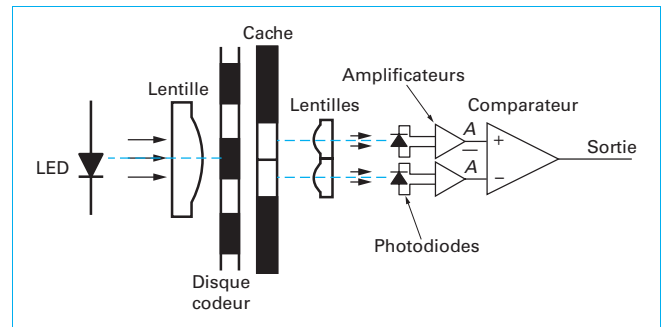 Cache
Amplificateurs
Lentille
Lentilles
Comparateur
A
+
Sortie
LED
A̅
–
Photodiodes
Disque
codeur